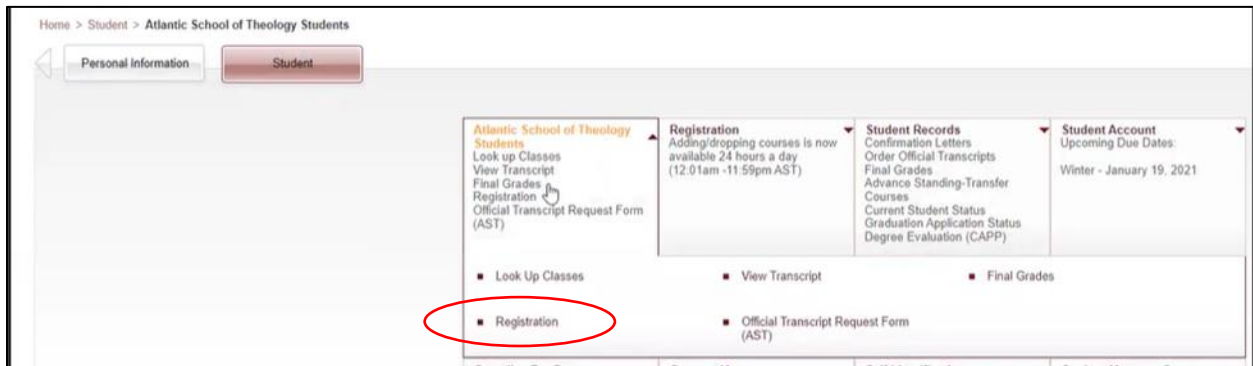 Home > Student > Atlantic School of Theology Students
Personal Information
Student
Atlantic School of Theology
Students
Look up Classes
View Transcript
Final Grades
Registration
Official Transcript Request Form
(AST)
Registration
Adding/dropping courses is now
available 24 hours a day
(12:01am -11:59pm AST)
Student Records
Confirmation Letters
Order Official Transcripts
Final Grades
Advance Standing-Transfer
Courses
Current Student Status
Graduation Application Status
Degree Evaluation (CAPP)
Student Account
Upcoming Due Dates:
Winter - January 19, 2021
Look Up Classes
View Transcript
Final Grades
Registration
Official Transcript Request Form
(AST)